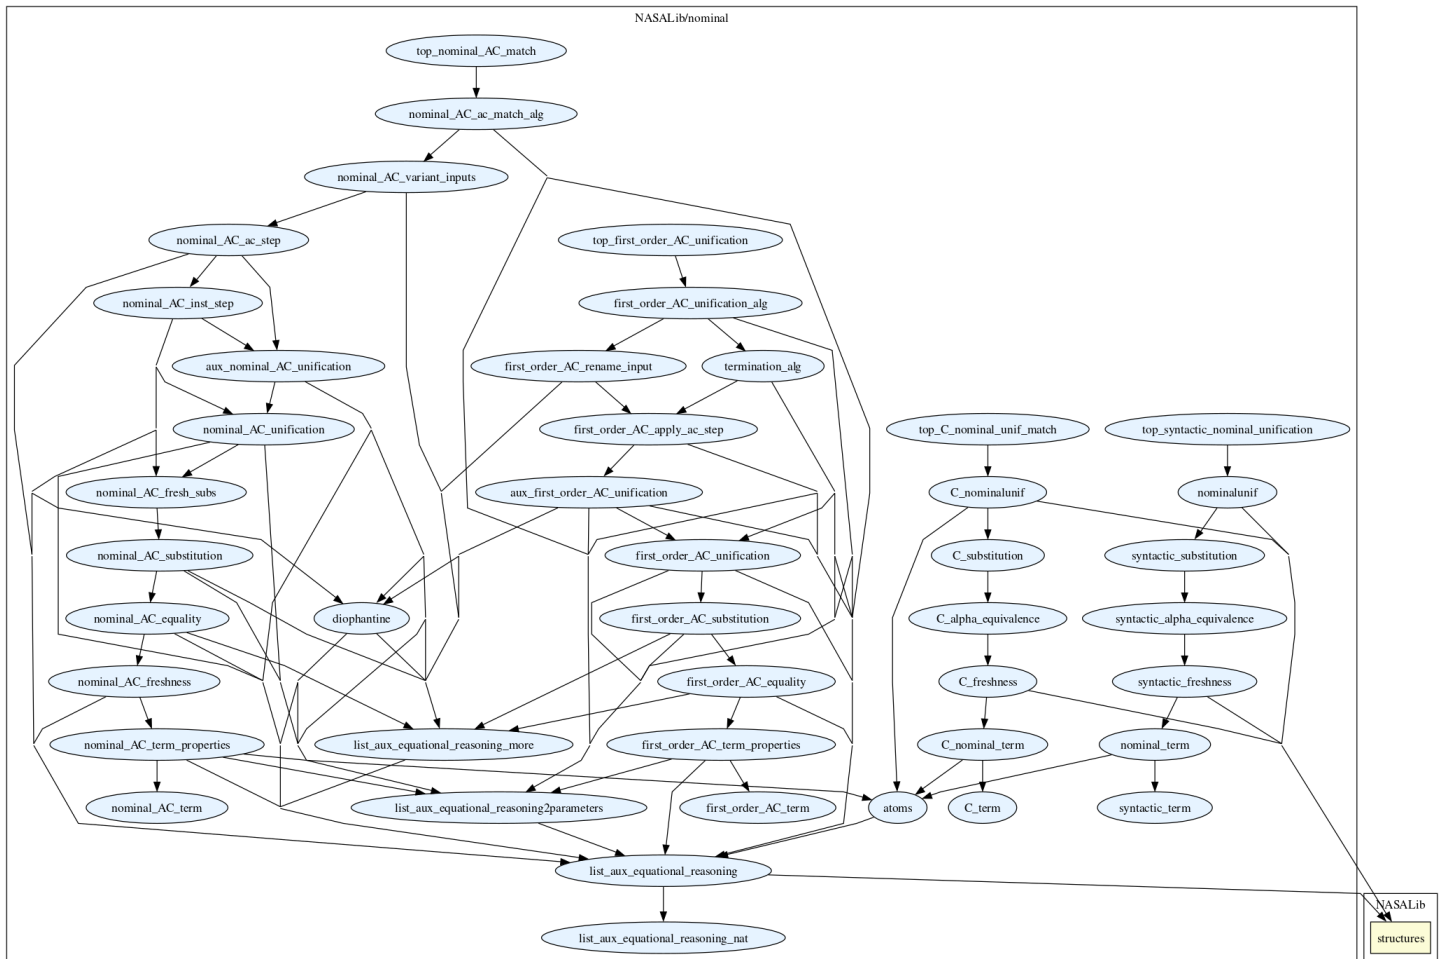 NASALib/nominal
top_nominal_AC_match
nominal_AC_ac_match_alg
nominal_AC_variant_inputs
nominal_AC_ac_step
top_first_order_AC_unification
nominal_AC_inst_step
first_order_AC_unification_alg
aux_nominal_AC_unification
first_order_AC_rename_input
termination_alg
nominal_AC_unification
first_order_AC_apply_ac_step
top_C_nominal_unif_match
top_syntactic_nominal_unification
nominal_AC_fresh_subs
aux_first_order_AC_unification
C_nominalunif
nominalunif
nominal_AC_substitution
first_order_AC_unification
C_substitution
syntactic_substitution
nominal_AC_equality
diophantine
first_order_AC_substitution
C_alpha_equivalence
syntactic_alpha_equivalence
nominal_AC_freshness
first_order_AC_equality
C_freshness
syntactic_freshness
nominal_AC_term_properties
list_aux_equational_reasoning_more
first_order_AC_term_properties
C_nominal_term
nominal_term
nominal_AC_term
list_aux_equational_reasoning2parameters
first_order_AC_term
atoms
C_term
syntactic_term
list_aux_equational_reasoning
NASALib
list_aux_equational_reasoning_nat
structures